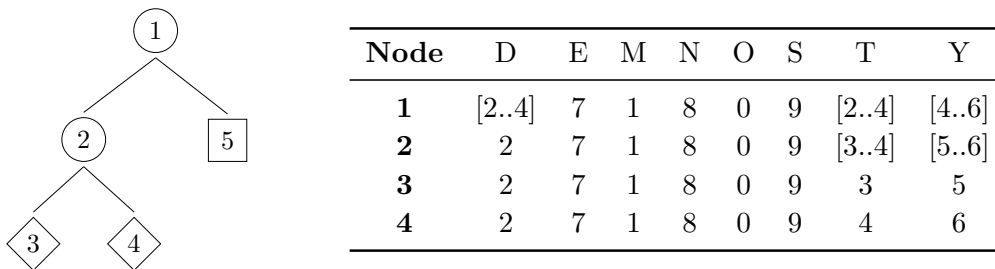 1
2
5
3
4
Node D E M N O S T Y
1 [2..4] 7 1 8 0 9 [2..4] [4..6]
2 2 7 1 8 0 9 [3..4] [5..6]
3 2 7 1 8 0 9 3 5
4 2 7 1 8 0 9 4 6